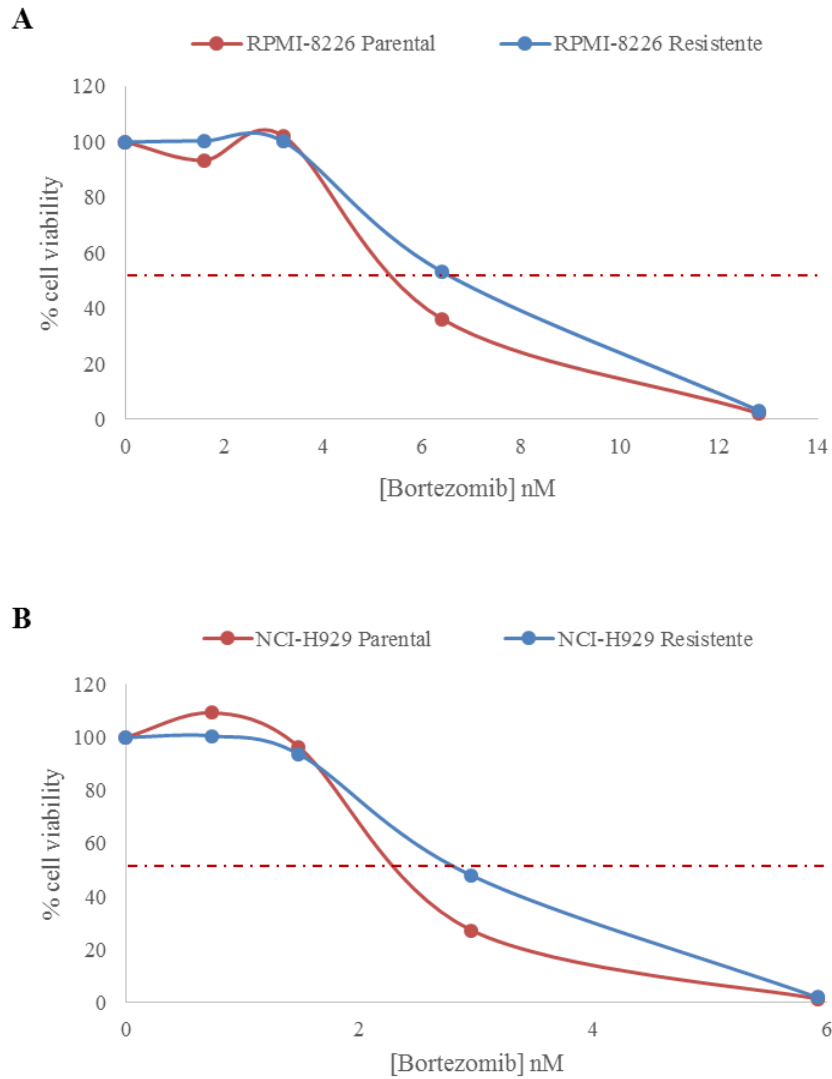 A
RPMI-8226 Parental RPMI-8226 Resistente
120
100
80
60
40
20
0
% cell viability
0 2 4 6 8 10 12 14
[Bortezomib] nM
B
NCI-H929 Parental NCI-H929 Resistente
120
100
80
60
40
20
0
% cell viability
0 2 4 6
[Bortezomib] nM